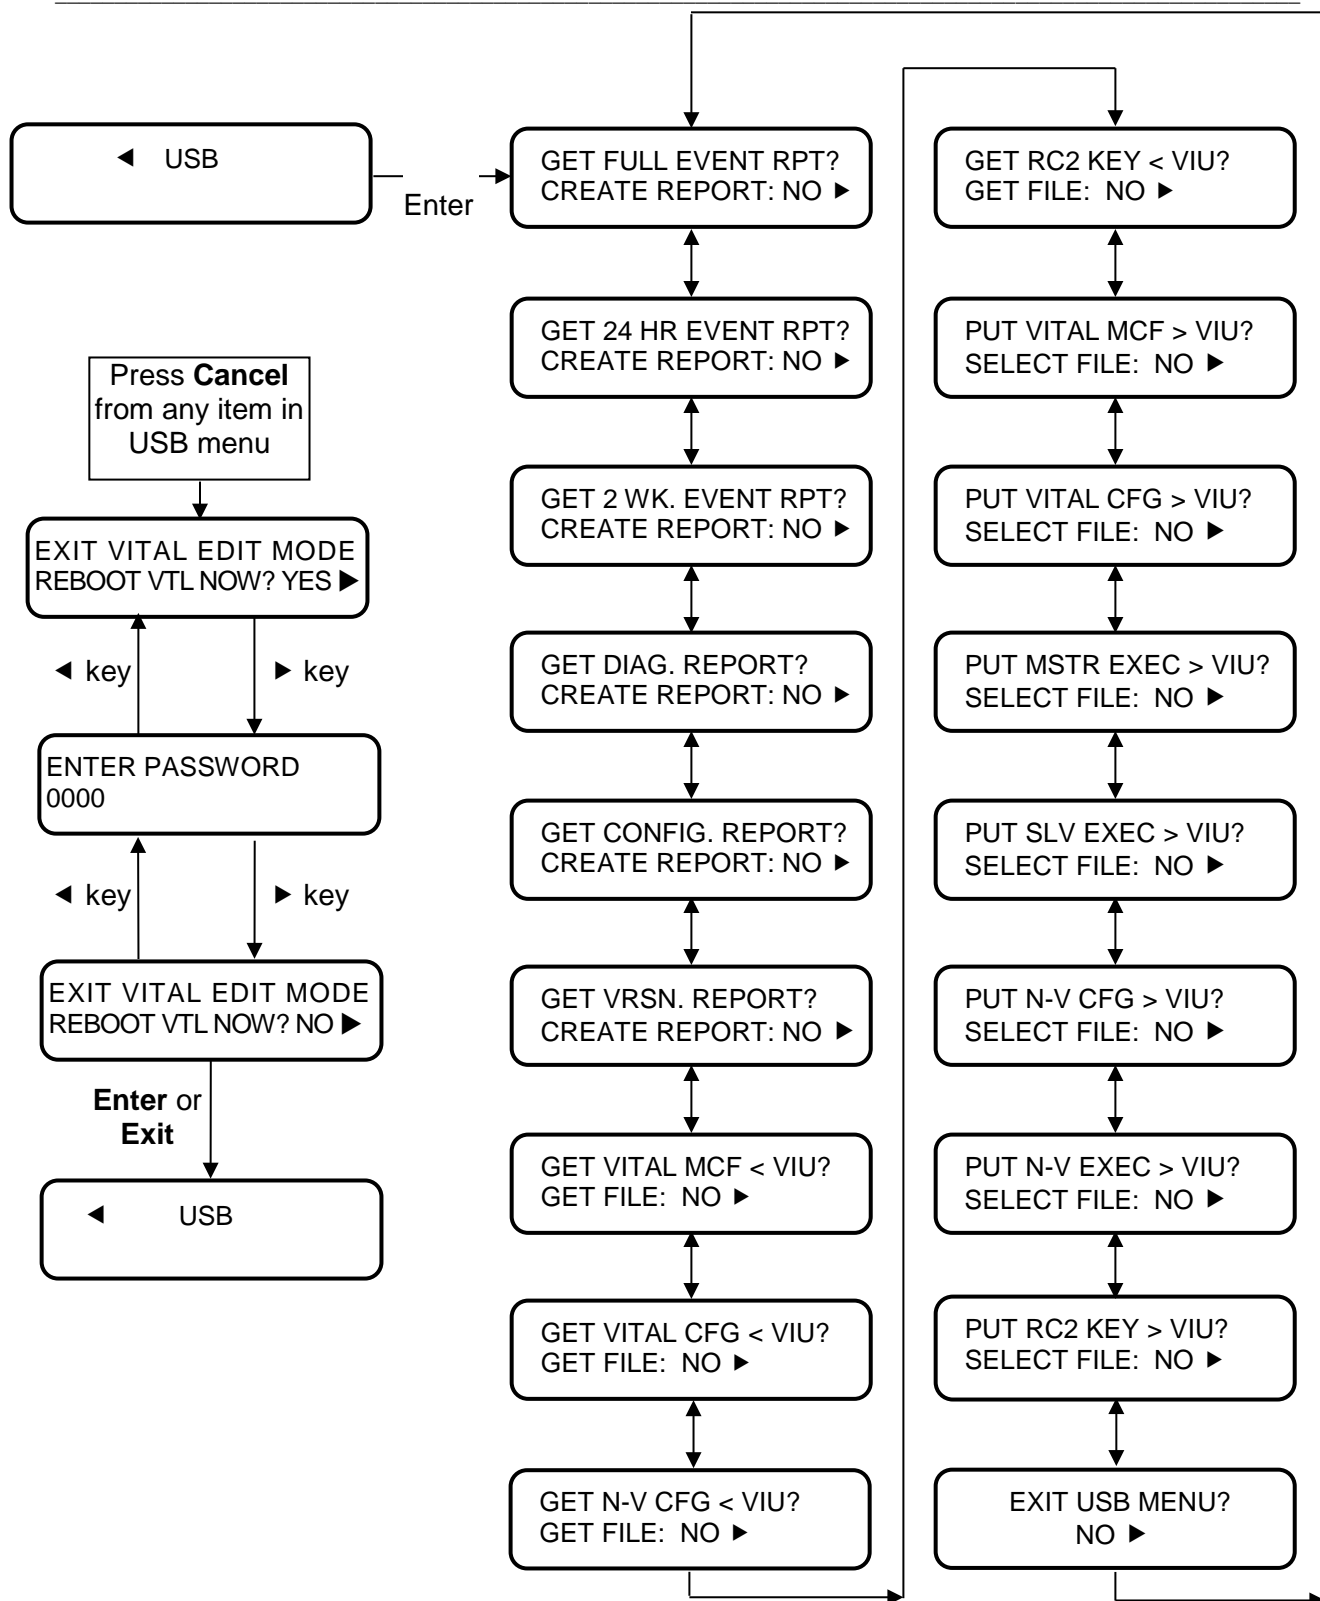 ◄ USB
Enter
Press Cancel
from any item in
USB menu
EXIT VITAL EDIT MODE
REBOOT VTL NOW? YES ►
◄ key
► key
ENTER PASSWORD
0000
◄ key
► key
EXIT VITAL EDIT MODE
REBOOT VTL NOW? NO ►
Enter or
Exit
◄ USB
GET FULL EVENT RPT?
CREATE REPORT: NO ►
GET 24 HR EVENT RPT?
CREATE REPORT: NO ►
GET 2 WK. EVENT RPT?
CREATE REPORT: NO ►
GET DIAG. REPORT?
CREATE REPORT: NO ►
GET CONFIG. REPORT?
CREATE REPORT: NO ►
GET VRSN. REPORT?
CREATE REPORT: NO ►
GET VITAL MCF < VIU?
GET FILE: NO ►
GET VITAL CFG < VIU?
GET FILE: NO ►
GET N-V CFG < VIU?
GET FILE: NO ►
GET RC2 KEY < VIU?
GET FILE: NO ►
PUT VITAL MCF > VIU?
SELECT FILE: NO ►
PUT VITAL CFG > VIU?
SELECT FILE: NO ►
PUT MSTR EXEC > VIU?
SELECT FILE: NO ►
PUT SLV EXEC > VIU?
SELECT FILE: NO ►
PUT N-V CFG > VIU?
SELECT FILE: NO ►
PUT N-V EXEC > VIU?
SELECT FILE: NO ►
PUT RC2 KEY > VIU?
SELECT FILE: NO ►
EXIT USB MENU?
NO ►